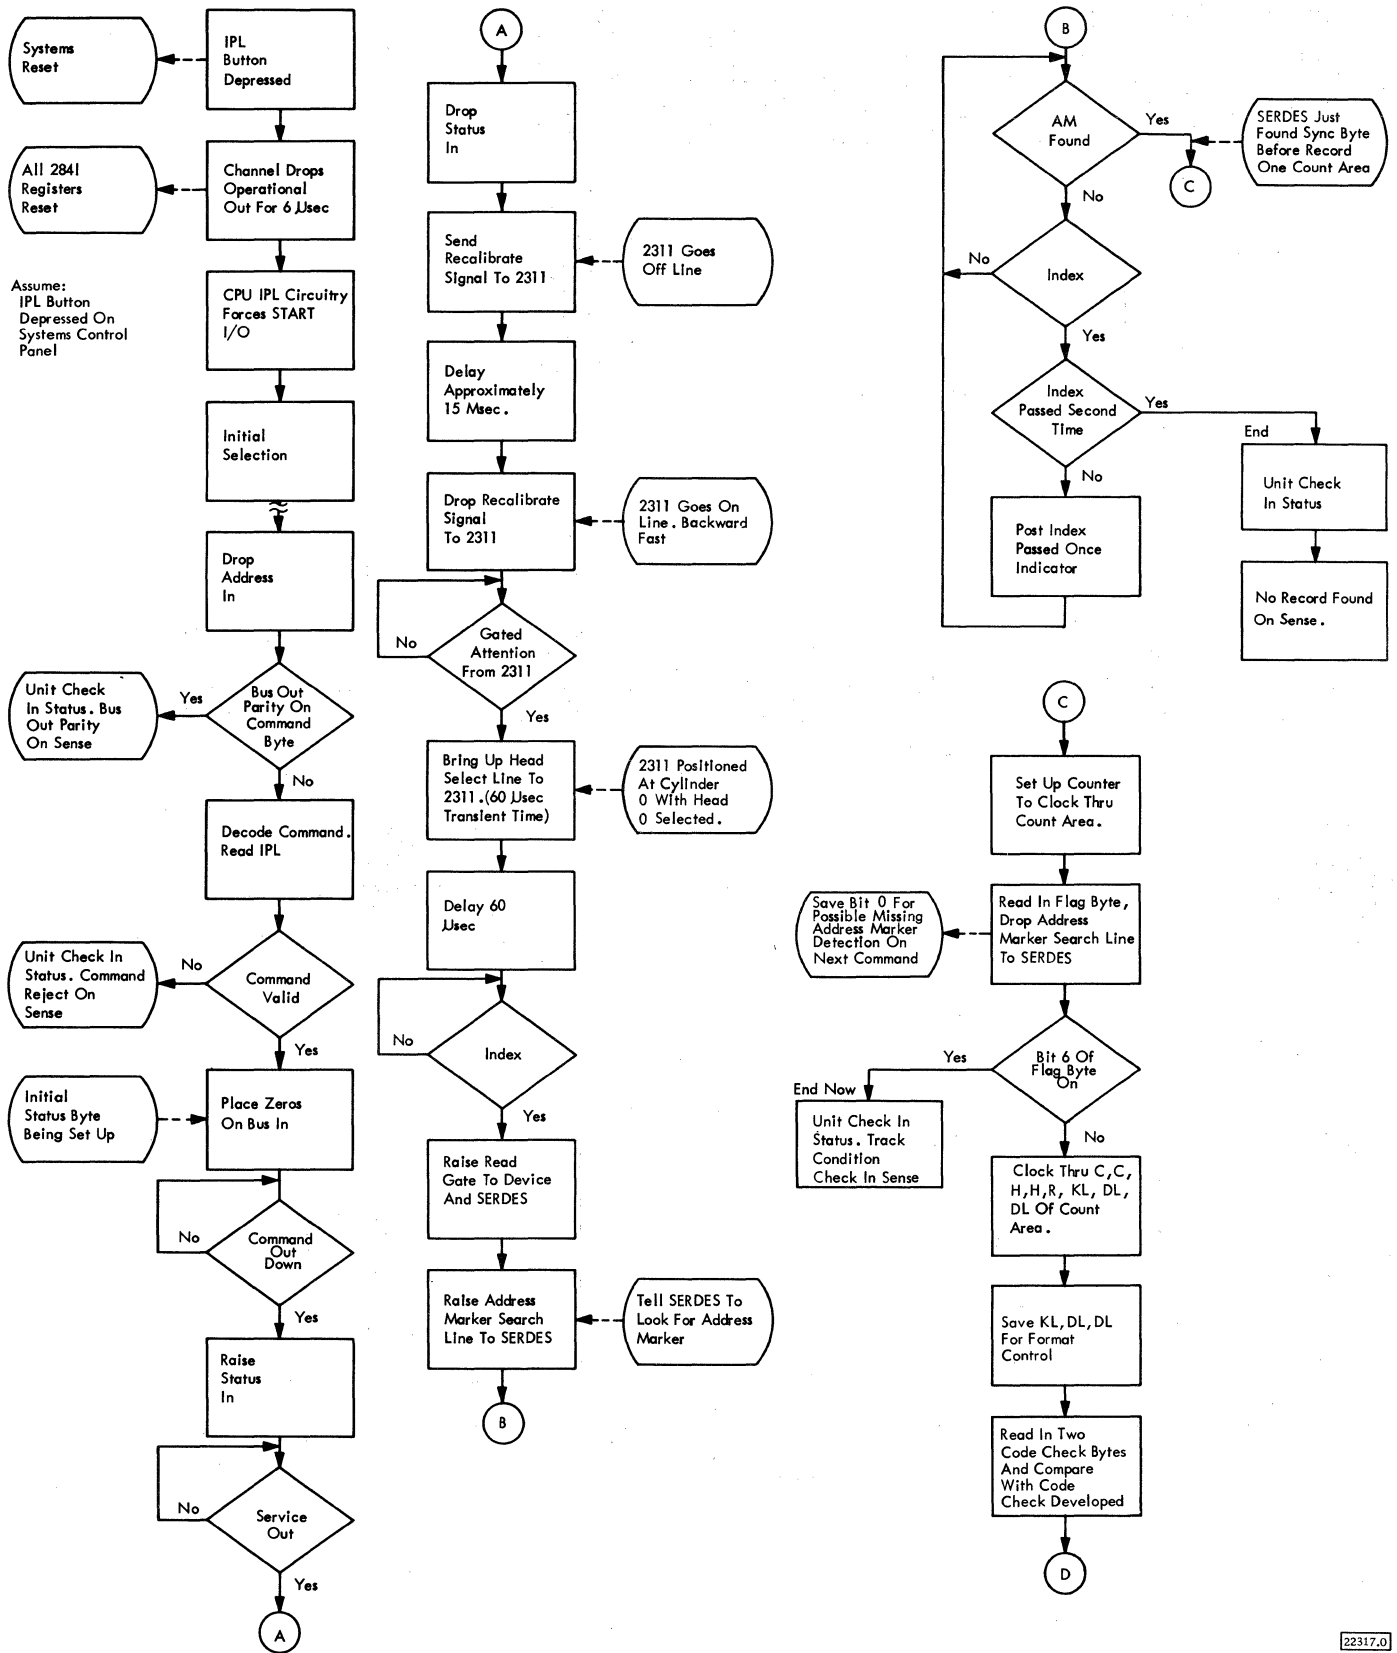 Systems
Reset
IPL
Button
Depressed
All 2841
Registers
Reset
Channel Drops
Operational
Out For 6 µsec
Assume:
IPL Button
Depressed On
Systems Control
Panel
CPU IPL Circuitry
Forces START
I/O
Initial
Selection
Drop
Address
In
Unit Check
In Status. Bus
Out Parity
On Sense
Yes
Bus Out
Parity On
Command
Byte
No
Decode Command.
Read IPL
Unit Check In
Status. Command
Reject On
Sense
No
Command
Valid
Yes
Initial
Status Byte
Being Set Up
Place Zeros
On Bus In
No
Command
Out
Down
Yes
Raise
Status
In
No
Service
Out
Yes
A
A
Drop
Status
In
Send
Recalibrate
Signal To 2311
2311 Goes
Off Line
Delay
Approximately
15 Msec.
Drop Recalibrate
Signal
To 2311
2311 Goes On
Line. Backward
Fast
No
Gated
Attention
From 2311
Yes
Bring Up Head
Select Line To
2311. (60 µsec
Transient Time)
2311 Positioned
At Cylinder
0 With Head
0 Selected.
Delay 60
µsec
No
Index
Yes
Raise Read
Gate To Device
And SERDES
Raise Address
Marker Search
Line To SERDES
Tell SERDES To
Look For Address
Marker
B
B
AM
Found
Yes
SERDES Just
Found Sync Byte
Before Record
One Count Area
C
No
No
Index
Yes
Index
Passed Second
Time
Yes
End
Unit Check
In Status
No
Post Index
Passed Once
Indicator
No Record Found
On Sense.
C
Set Up Counter
To Clock Thru
Count Area.
Save Bit 0 For
Possible Missing
Address Marker
Detection On
Next Command
Read In Flag Byte,
Drop Address
Marker Search Line
To SERDES
Yes
Bit 6 Of
Flag Byte
On
End Now
Unit Check In
Status. Track
Condition
Check In Sense
No
Clock Thru C,C,
H,H,R, KL, DL,
DL Of Count
Area.
Save KL, DL, DL
For Format
Control
Read In Two
Code Check Bytes
And Compare
With Code
Check Developed
D
22317.0